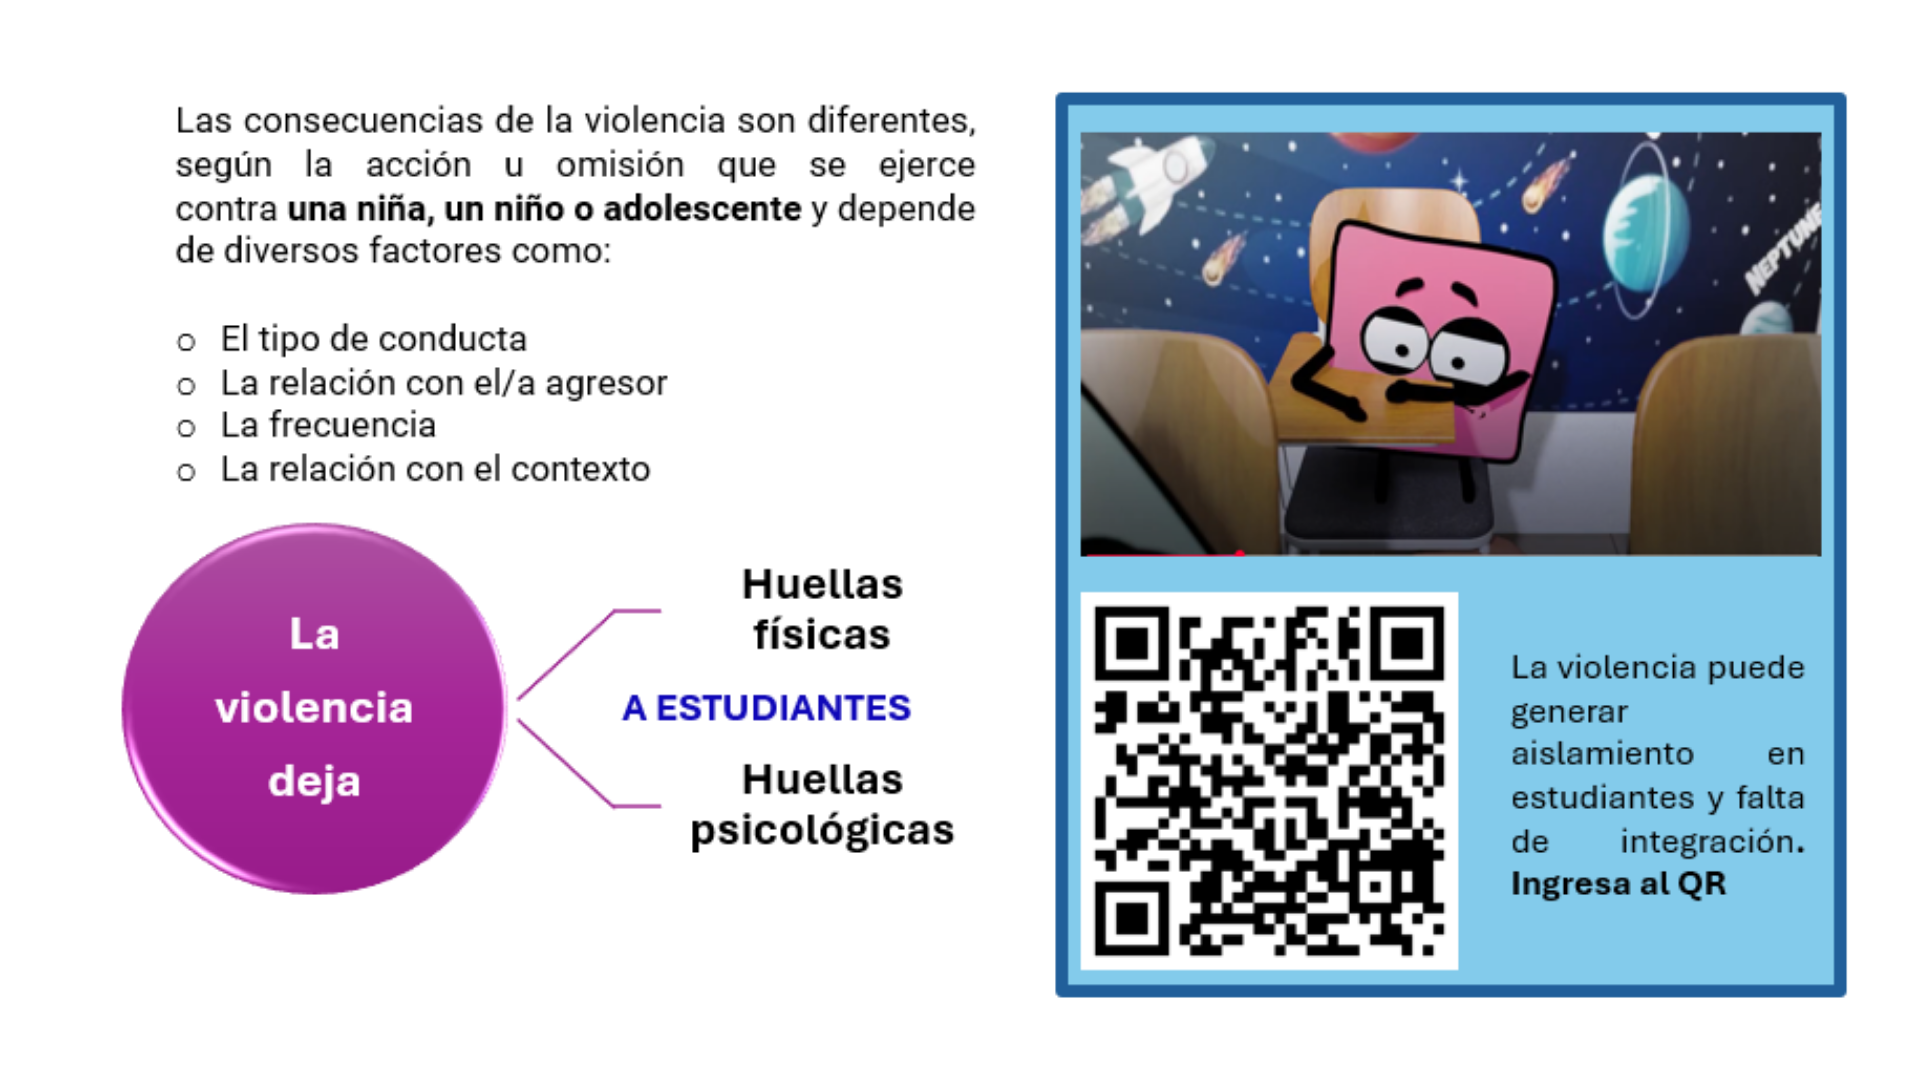 Las consecuencias de la violencia son diferentes,
según la acción u omisión que se ejerce
contra una niña, un niño o adolescente y depende
de diversos factores como:
o El tipo de conducta
o La relación con el/a agresor
o La frecuencia
o La relación con el contexto
La
violencia
deja
Huellas
físicas
A ESTUDIANTES
Huellas
psicológicas
NEPTUNE
La violencia puede
generar
aislamiento en
estudiantes y falta
de integración.
Ingresa al QR